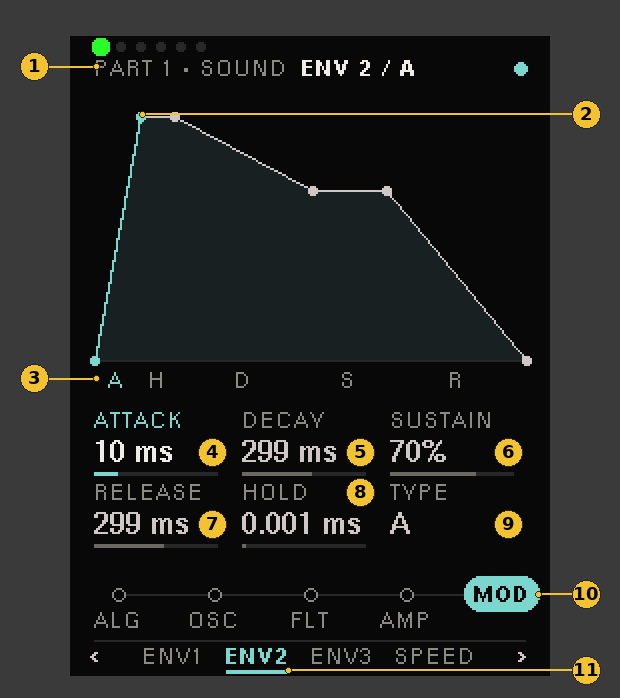 1 PART 1 · SOUND ENV 2 / A
2
3 A H D S R
ATTACK DECAY SUSTAIN
10 ms 4 299 ms 5 70% 6
RELEASE HOLD 8 TYPE
299 ms 7 0.001 ms A 9
MOD 10
ALG OSC FLT AMP
< ENV1 ENV2 ENV3 SPEED >
11